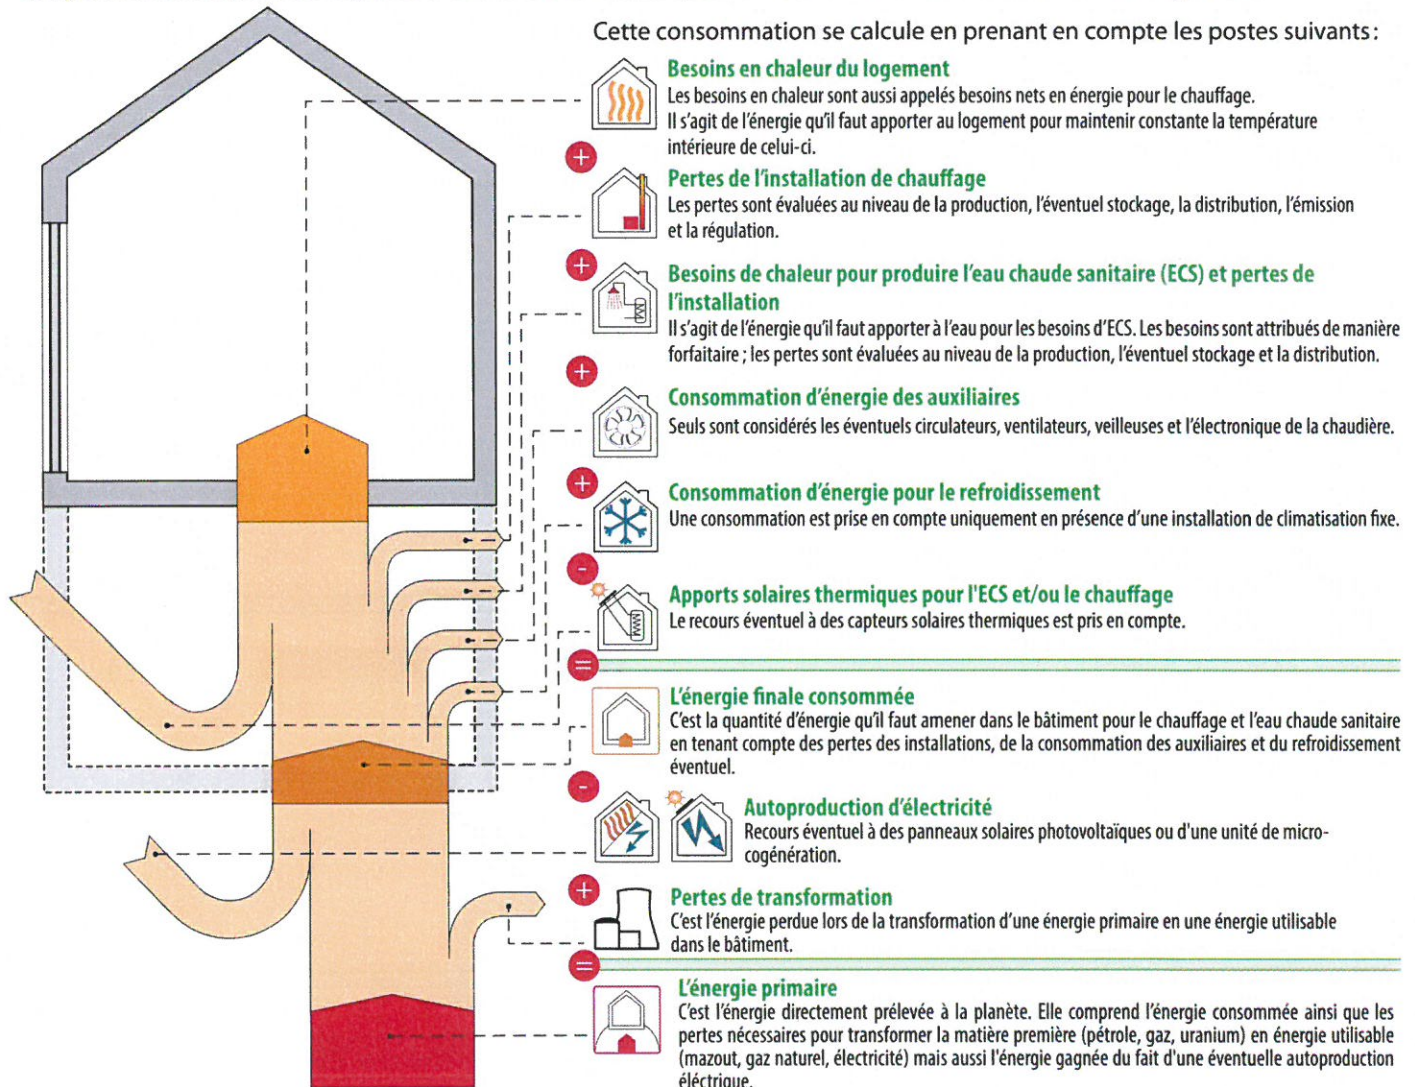 Cette consommation se calcule en prenant en compte les postes suivants :
Besoins en chaleur du logement
Les besoins en chaleur sont aussi appelés besoins nets en énergie pour le chauffage.
Il s'agit de l'énergie qu'il faut apporter au logement pour maintenir constante la température
intérieure de celui-ci.
+
Pertes de l'installation de chauffage
Les pertes sont évaluées au niveau de la production, l'éventuel stockage, la distribution, l'émission
et la régulation.
+
Besoins de chaleur pour produire l'eau chaude sanitaire (ECS) et pertes de
l'installation
Il s'agit de l'énergie qu'il faut apporter à l'eau pour les besoins d'ECS. Les besoins sont attribués de manière
forfaitaire ; les pertes sont évaluées au niveau de la production, l'éventuel stockage et la distribution.
+
Consommation d'énergie des auxiliaires
Seuls sont considérés les éventuels circulateurs, ventilateurs, veilleuses et l'électronique de la chaudière.
+
Consommation d'énergie pour le refroidissement
Une consommation est prise en compte uniquement en présence d'une installation de climatisation fixe.
-
Apports solaires thermiques pour l'ECS et/ou le chauffage
Le recours éventuel à des capteurs solaires thermiques est pris en compte.
=
L'énergie finale consommée
C'est la quantité d'énergie qu'il faut amener dans le bâtiment pour le chauffage et l'eau chaude sanitaire
en tenant compte des pertes des installations, de la consommation des auxiliaires et du refroidissement
éventuel.
-
Autoproduction d'électricité
Recours éventuel à des panneaux solaires photovoltaïques ou d'une unité de micro-
cogénération.
+
Pertes de transformation
C'est l'énergie perdue lors de la transformation d'une énergie primaire en une énergie utilisable
dans le bâtiment.
=
L'énergie primaire
C'est l'énergie directement prélevée à la planète. Elle comprend l'énergie consommée ainsi que les
pertes nécessaires pour transformer la matière première (pétrole, gaz, uranium) en énergie utilisable
(mazout, gaz naturel, électricité) mais aussi l'énergie gagnée du fait d'une éventuelle autoproduction
éléctrique.